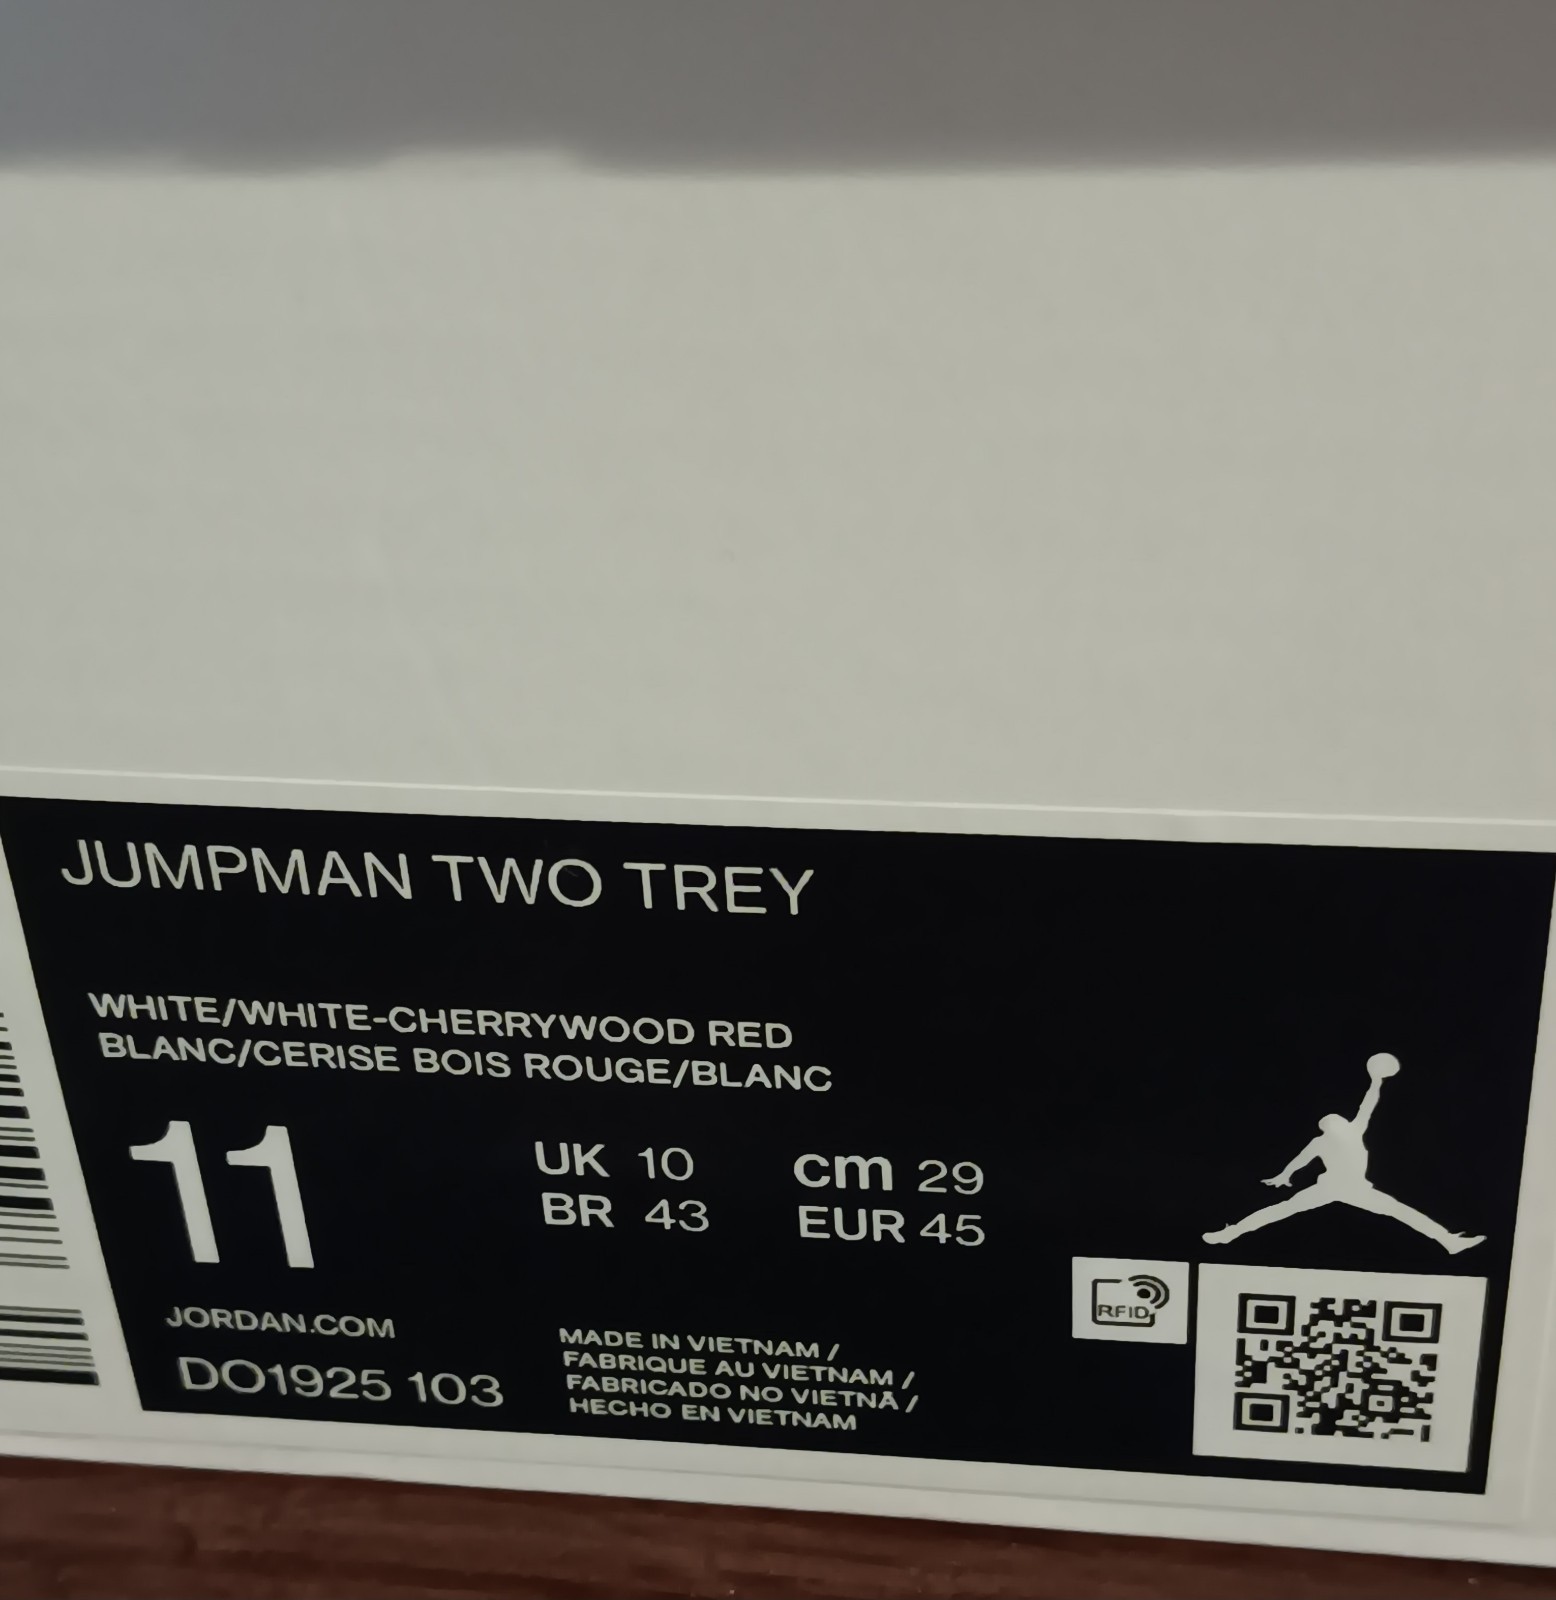 JUMPMAN TWO TREY
WHITE/WHITE-CHERRYWOOD RED
BLANC/CERISE BOIS ROUGE/BLANC
11
UK 10 cm 29
BR 43 EUR 45
JORDAN.COM
DO1925 103
MADE IN VIETNAM /
FABRIQUE AU VIETNAM /
FABRICADO NO VIETNÃ /
HECHO EN VIETNAM
RFID